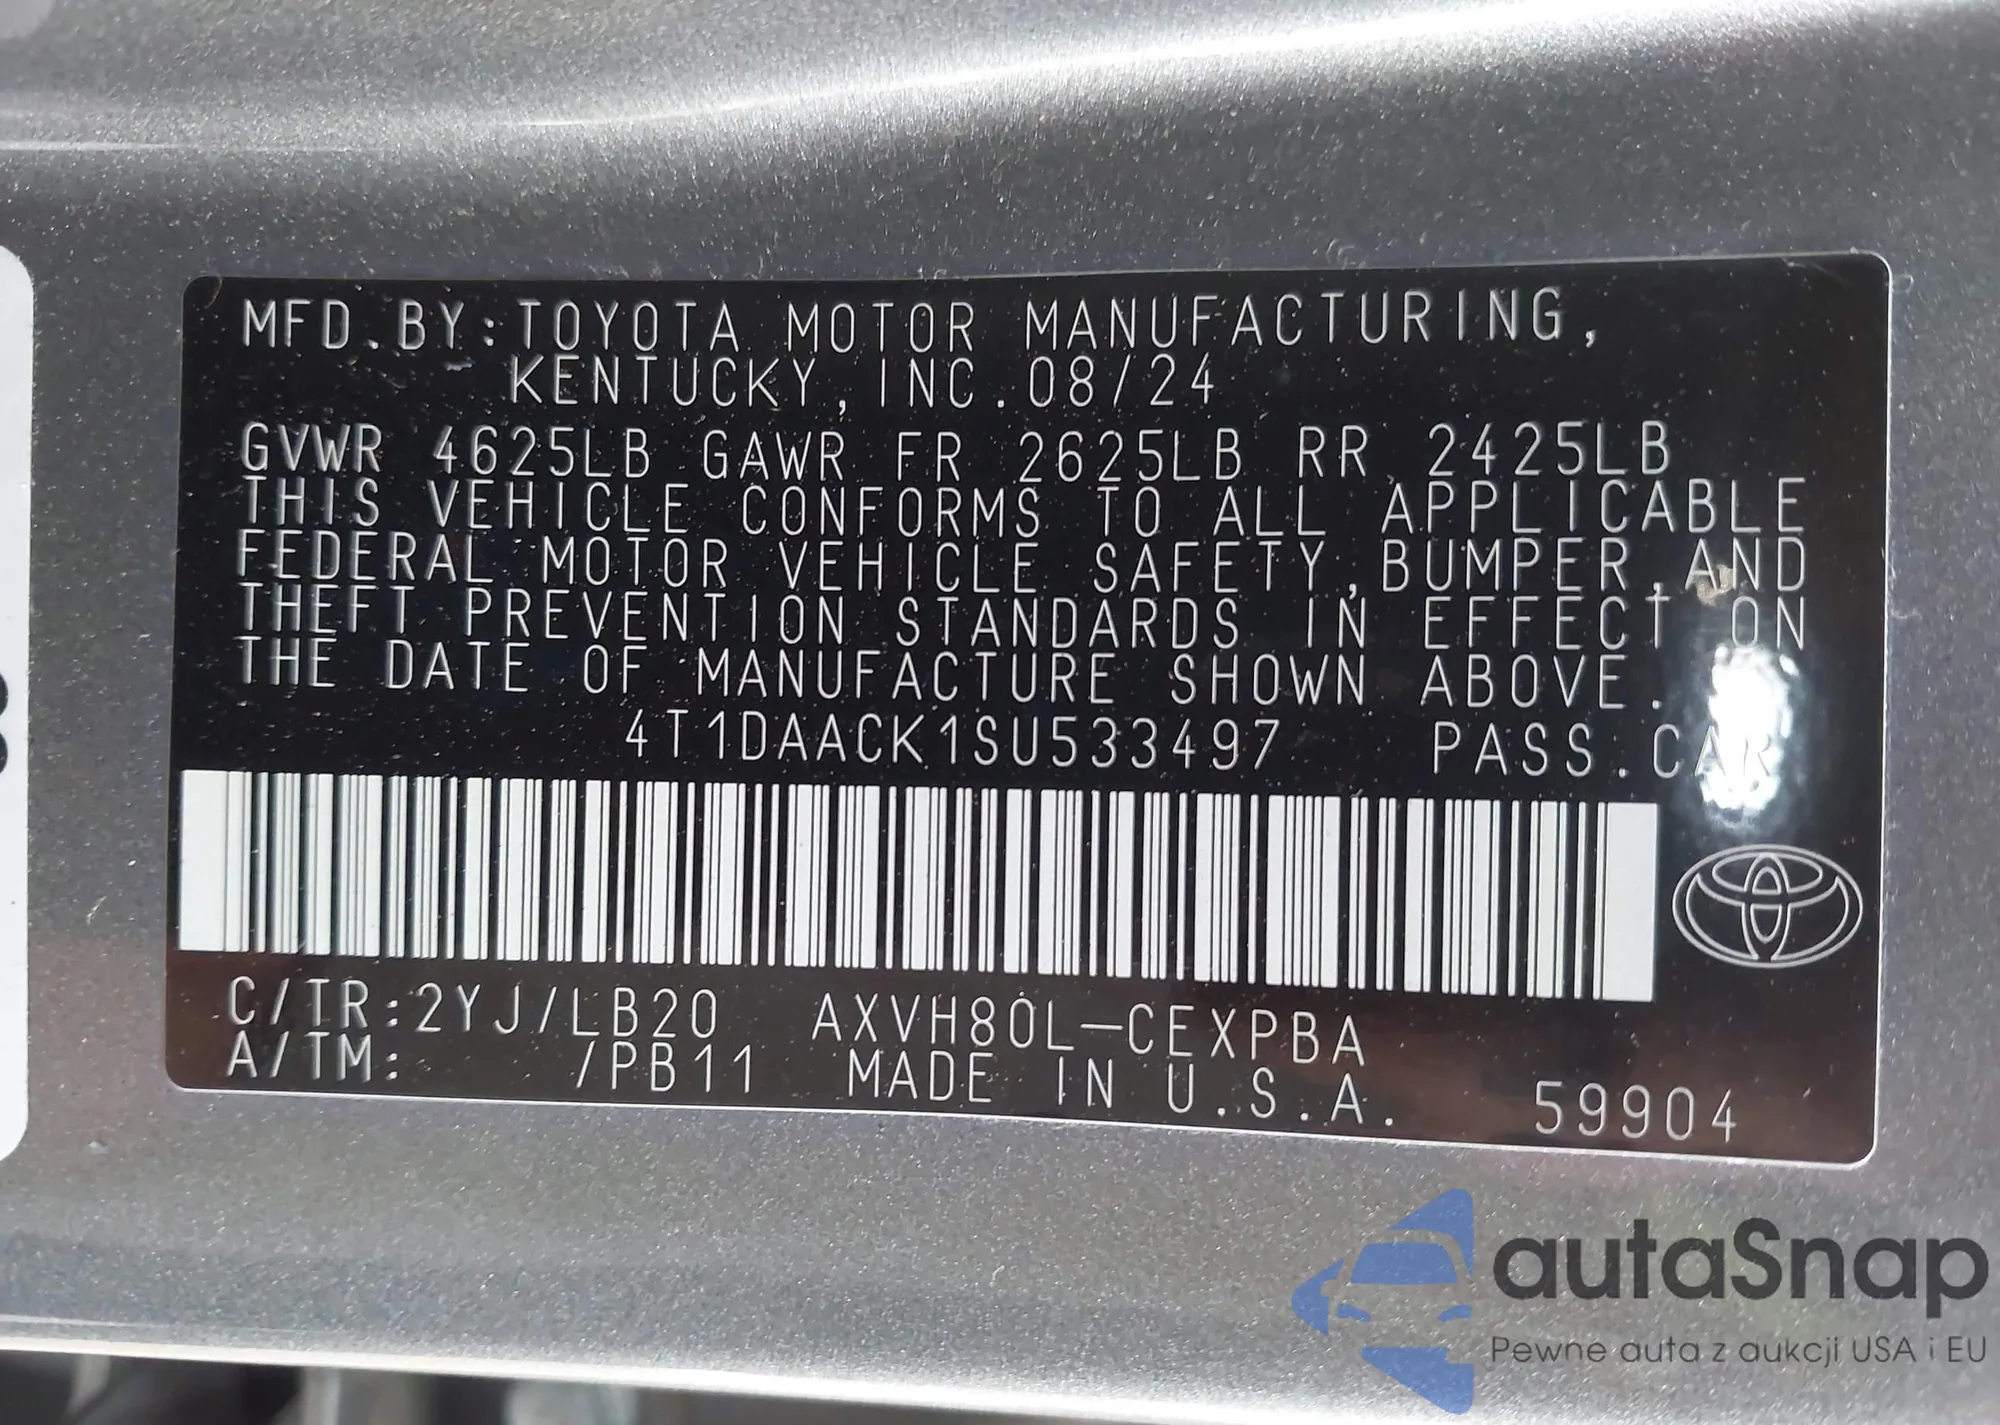 MFD.BY:TOYOTA MOTOR MANUFACTURING,
KENTUCKY, INC.08/24
GVWR 4625LB GAWR FR 2625LB RR 2425LB
THIS VEHICLE CONFORMS TO ALL APPLICABLE
FEDERAL MOTOR VEHICLE SAFETY,BUMPER,AND
THEFT PREVENTION STANDARDS IN EFFECT ON
THE DATE OF MANUFACTURE SHOWN ABOVE.
4T1DAACK1SU533497 PASS.CAR
C/TR:2YJ/LB20 AXVH80L-CEXPBA
A/TM: /PB11 MADE IN U.S.A. 59904
autaSnap
Pewne auta z aukcji USA i EU